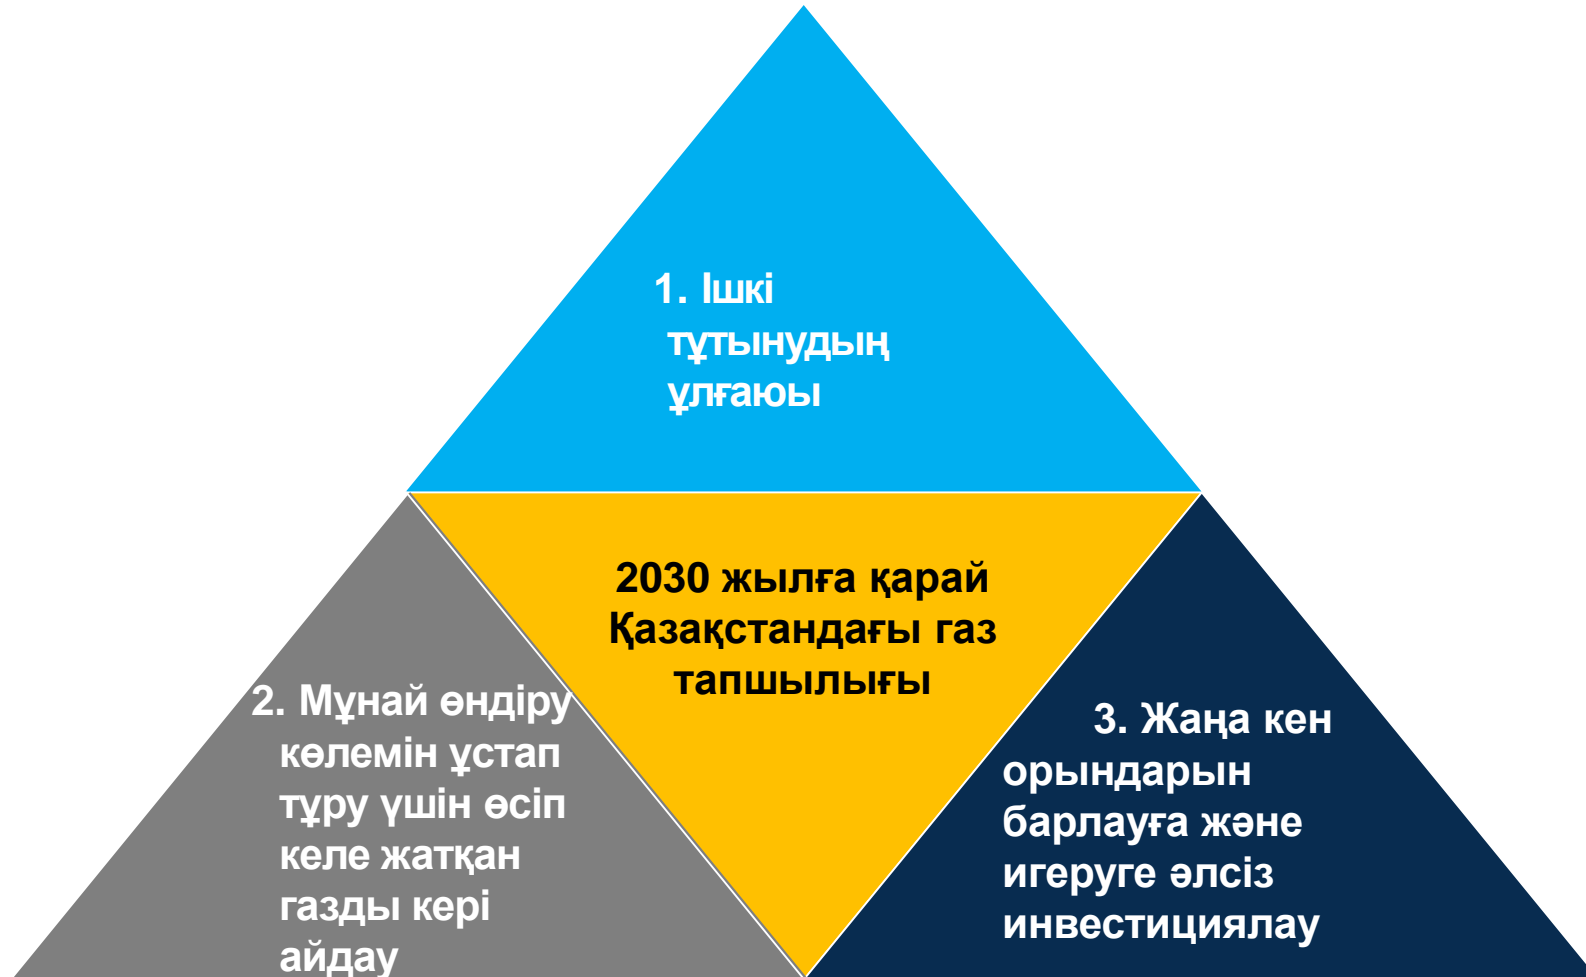 1. Ішкі
тұтынудың
ұлғаюы
2030 жылға қарай
Қазақстандағы газ
тапшылығы
2. Мұнай өндіру
көлемін ұстап
тұру үшін өсіп
келе жатқан
газды кері
айдау
3. Жаңа кен
орындарын
барлауға және
игеруге әлсіз
инвестициялау